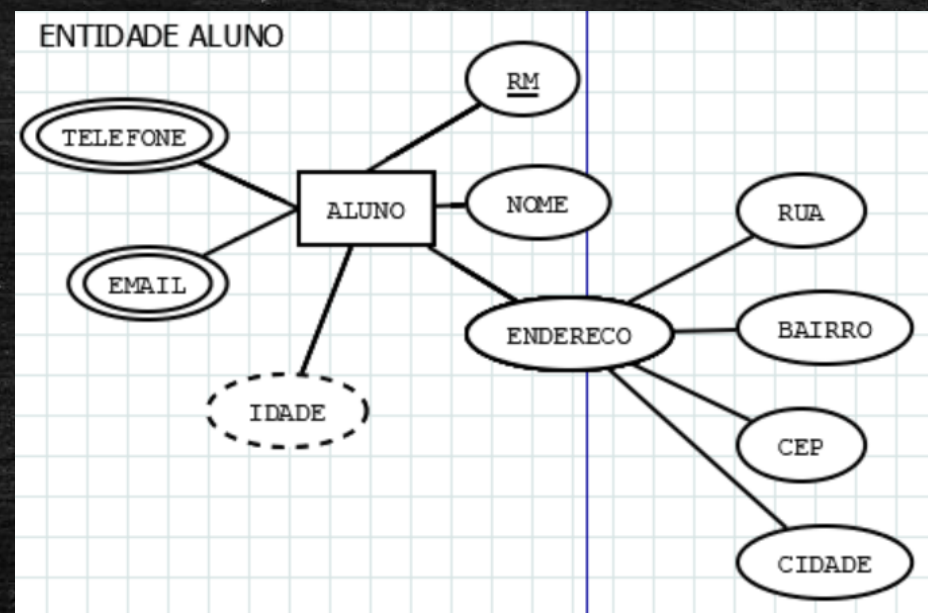 ENTIDADE ALUNO
RM
TELEFONE
ALUNO
NOME
RUA
EMAIL
ENDERECO
BAIRRO
IDADE
CEP
CIDADE